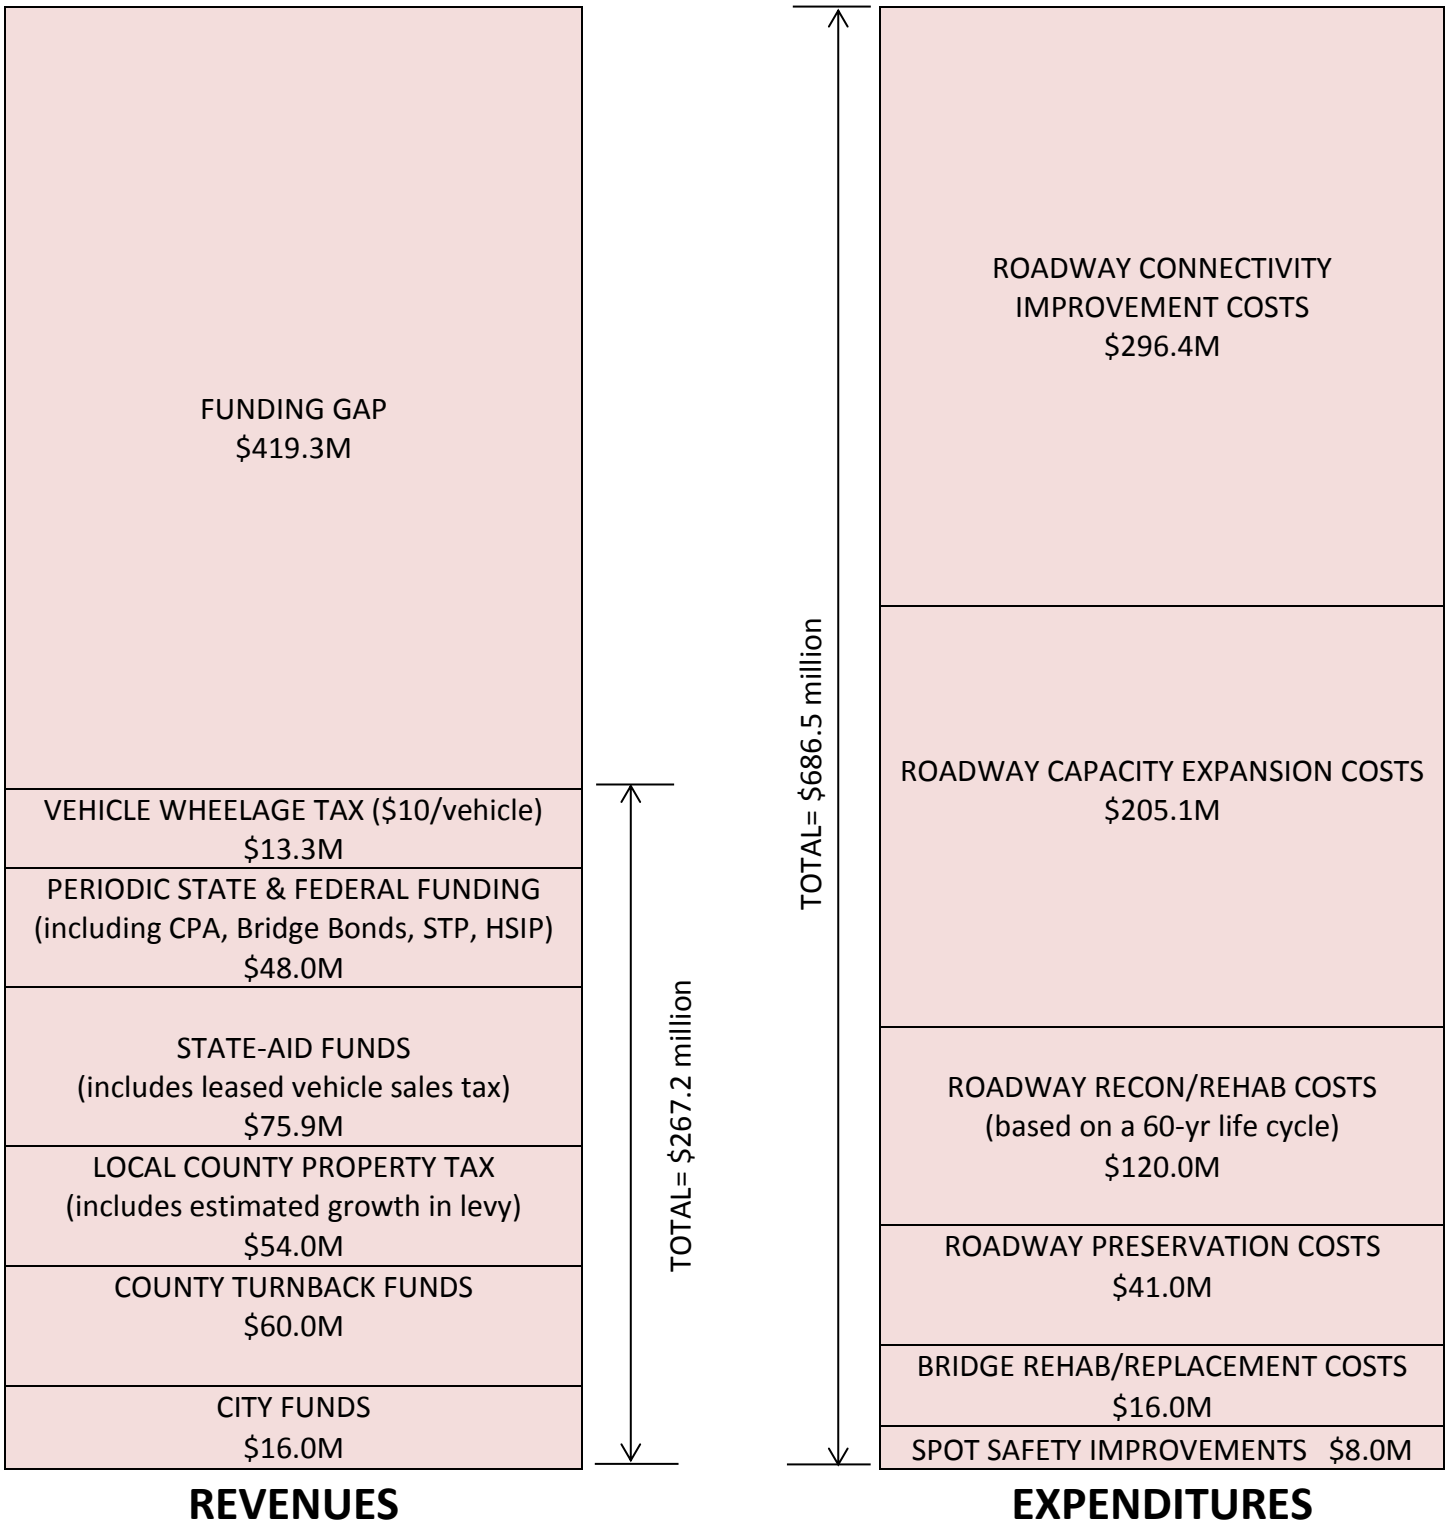 FUNDING GAP
$419.3M
VEHICLE WHEELAGE TAX ($10/vehicle)
$13.3M
PERIODIC STATE & FEDERAL FUNDING
(including CPA, Bridge Bonds, STP, HSIP)
$48.0M
STATE-AID FUNDS
(includes leased vehicle sales tax)
$75.9M
LOCAL COUNTY PROPERTY TAX
(includes estimated growth in levy)
$54.0M
COUNTY TURNBACK FUNDS
$60.0M
CITY FUNDS
$16.0M
REVENUES
TOTAL= $267.2 million
TOTAL= $686.5 million
ROADWAY CONNECTIVITY
IMPROVEMENT COSTS
$296.4M
ROADWAY CAPACITY EXPANSION COSTS
$205.1M
ROADWAY RECON/REHAB COSTS
(based on a 60-yr life cycle)
$120.0M
ROADWAY PRESERVATION COSTS
$41.0M
BRIDGE REHAB/REPLACEMENT COSTS
$16.0M
SPOT SAFETY IMPROVEMENTS $8.0M
EXPENDITURES